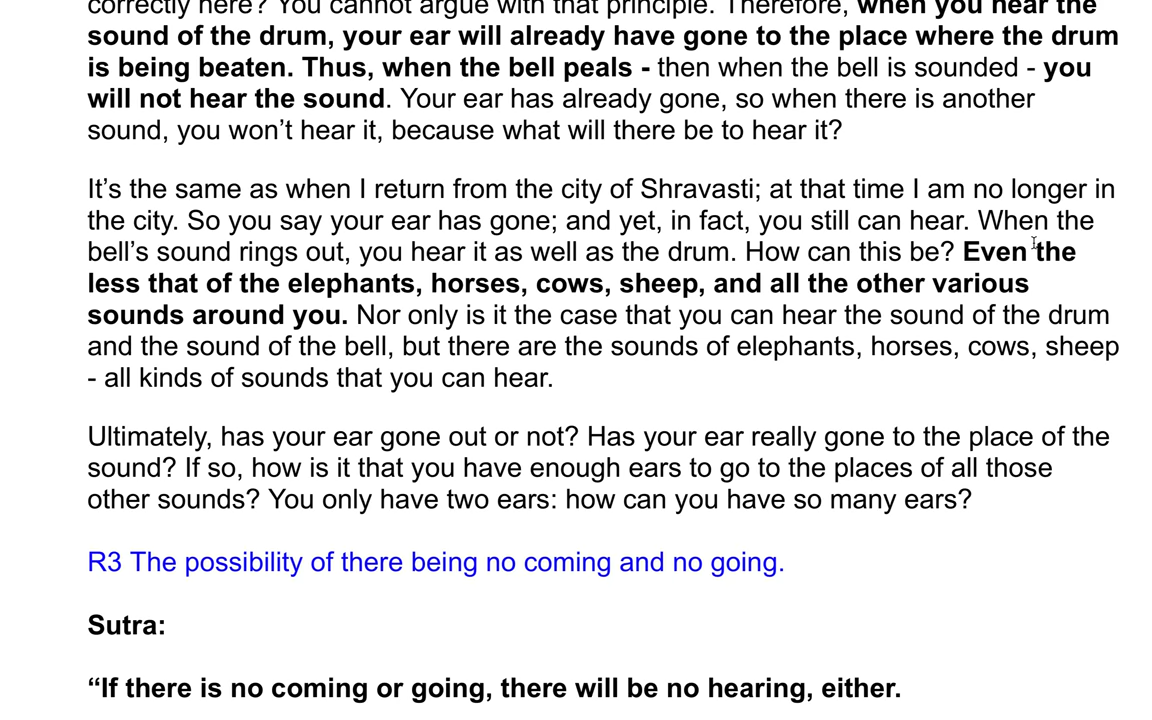 correctly here? You cannot argue with that principle. Therefore, when you hear the
sound of the drum, your ear will already have gone to the place where the drum
is being beaten. Thus, when the bell peals - then when the bell is sounded - you
will not hear the sound. Your ear has already gone, so when there is another
sound, you won’t hear it, because what will there be to hear it?
It’s the same as when I return from the city of Shravasti; at that time I am no longer in
the city. So you say your ear has gone; and yet, in fact, you still can hear. When the
bell’s sound rings out, you hear it as well as the drum. How can this be? Even the
less that of the elephants, horses, cows, sheep, and all the other various
sounds around you. Nor only is it the case that you can hear the sound of the drum
and the sound of the bell, but there are the sounds of elephants, horses, cows, sheep
- all kinds of sounds that you can hear.
Ultimately, has your ear gone out or not? Has your ear really gone to the place of the
sound? If so, how is it that you have enough ears to go to the places of all those
other sounds? You only have two ears: how can you have so many ears?
R3 The possibility of there being no coming and no going.
Sutra:
“If there is no coming or going, there will be no hearing, either.